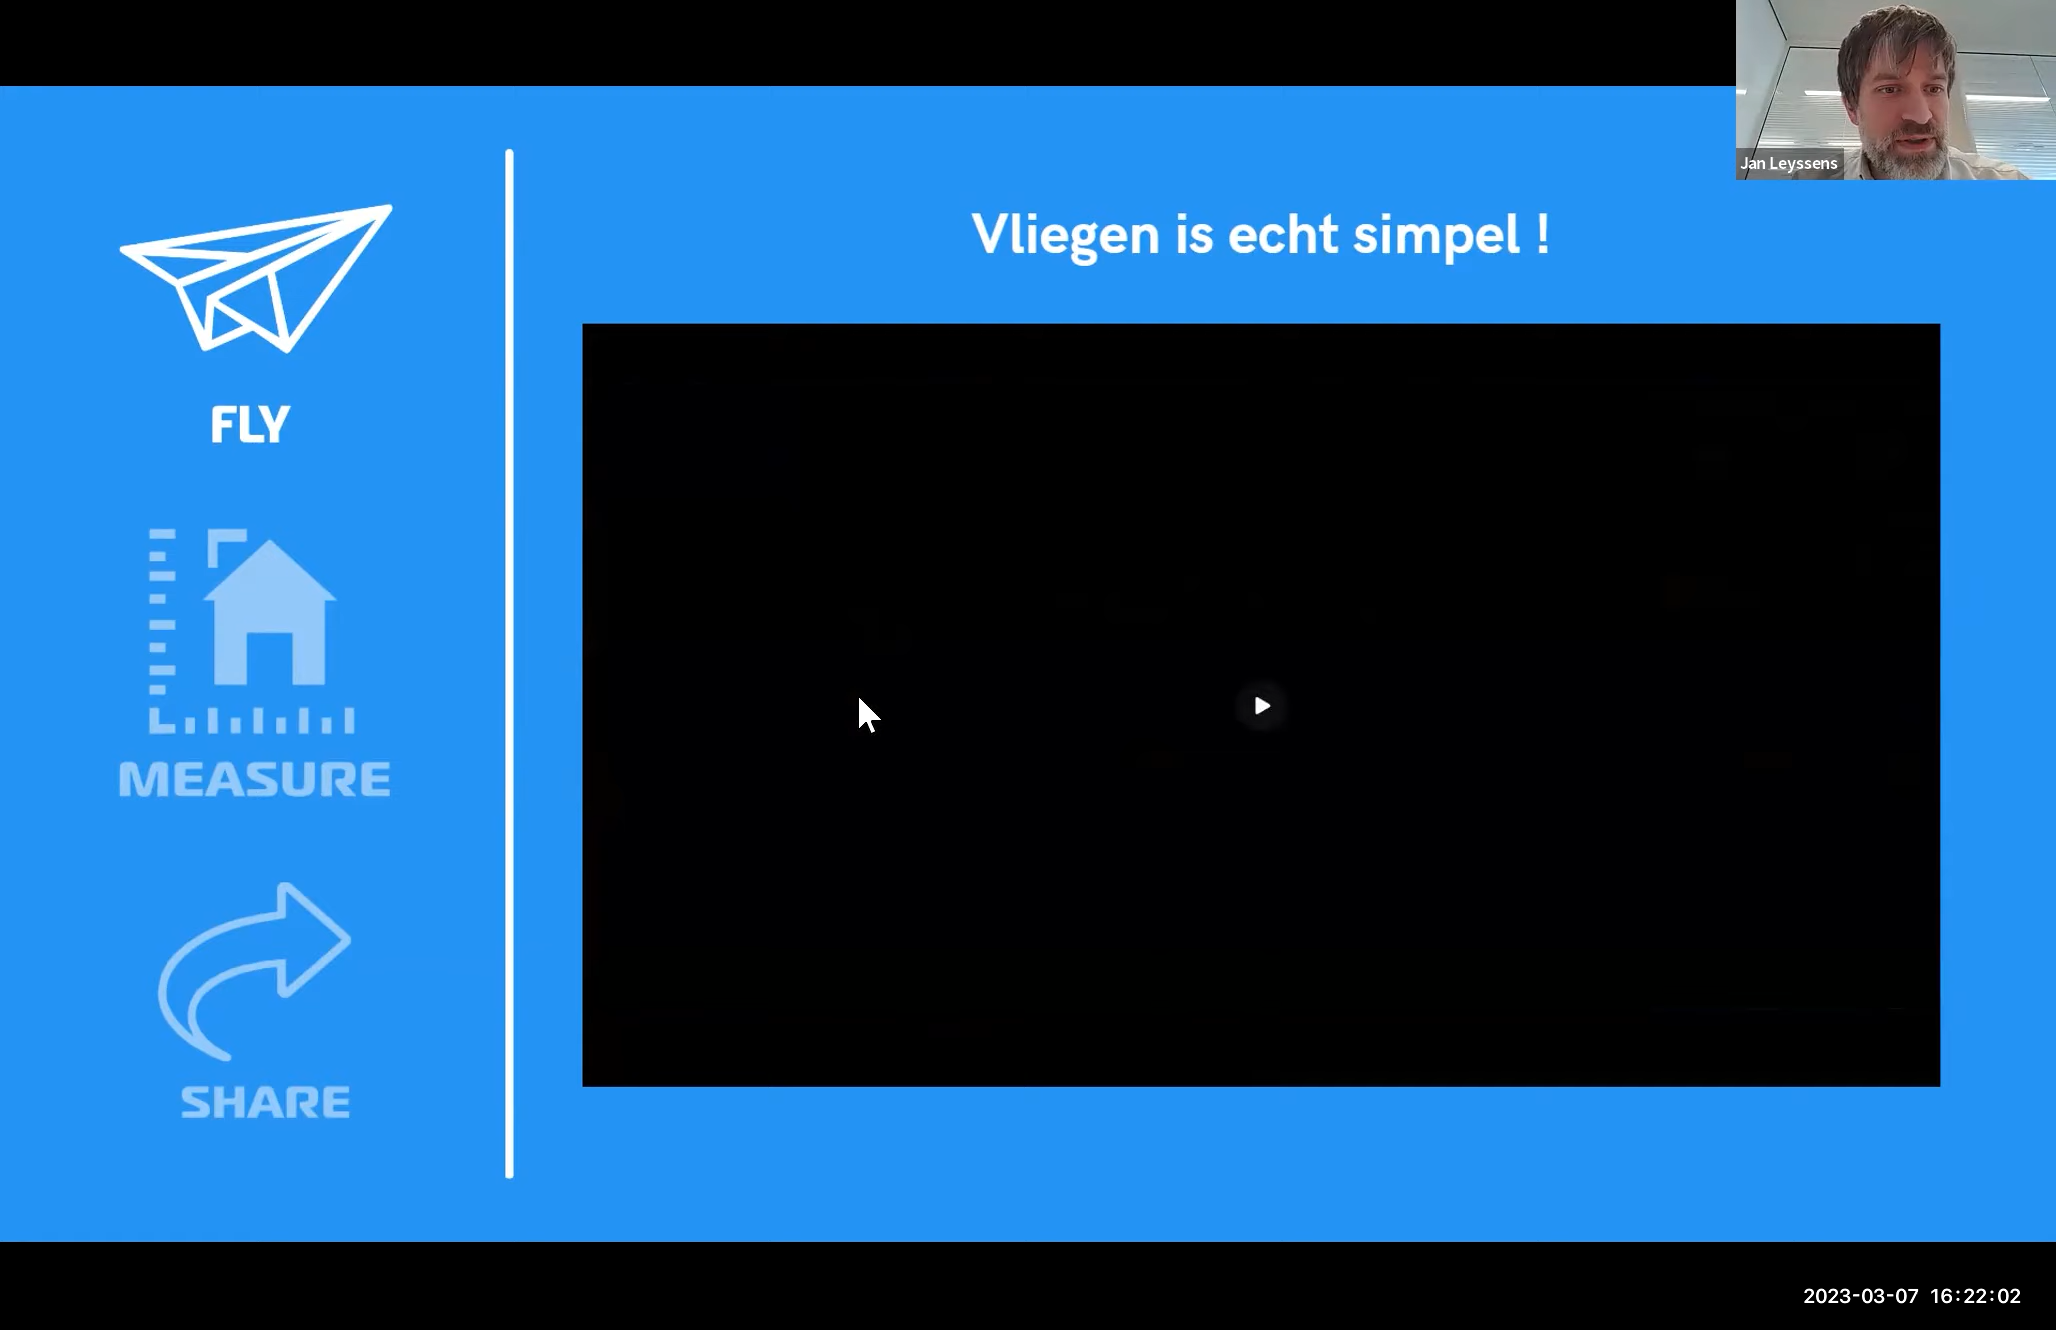 Jan Leyssens
Vliegen is echt simpel !
FLY
MEASURE
SHARE
2023-03-07 16:22:02